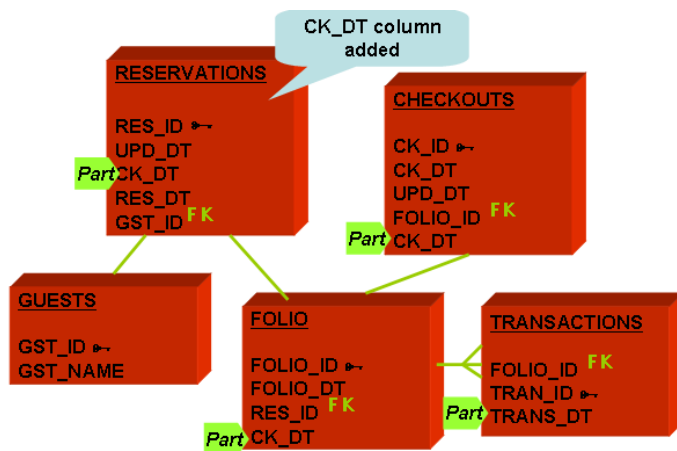 CK_DT column
added
RESERVATIONS
RES_ID
UPD_DT
Part CK_DT
RES_DT
GST_ID FK
CHECKOUTS
CK_ID
CK_DT
UPD_DT
FOLIO_ID FK
Part CK_DT
GUESTS
GST_ID
GST_NAME
FOLIO
FOLIO_ID
FOLIO_DT
RES_ID FK
Part CK_DT
TRANSACTIONS
FOLIO_ID FK
TRAN_ID
Part TRANS_DT